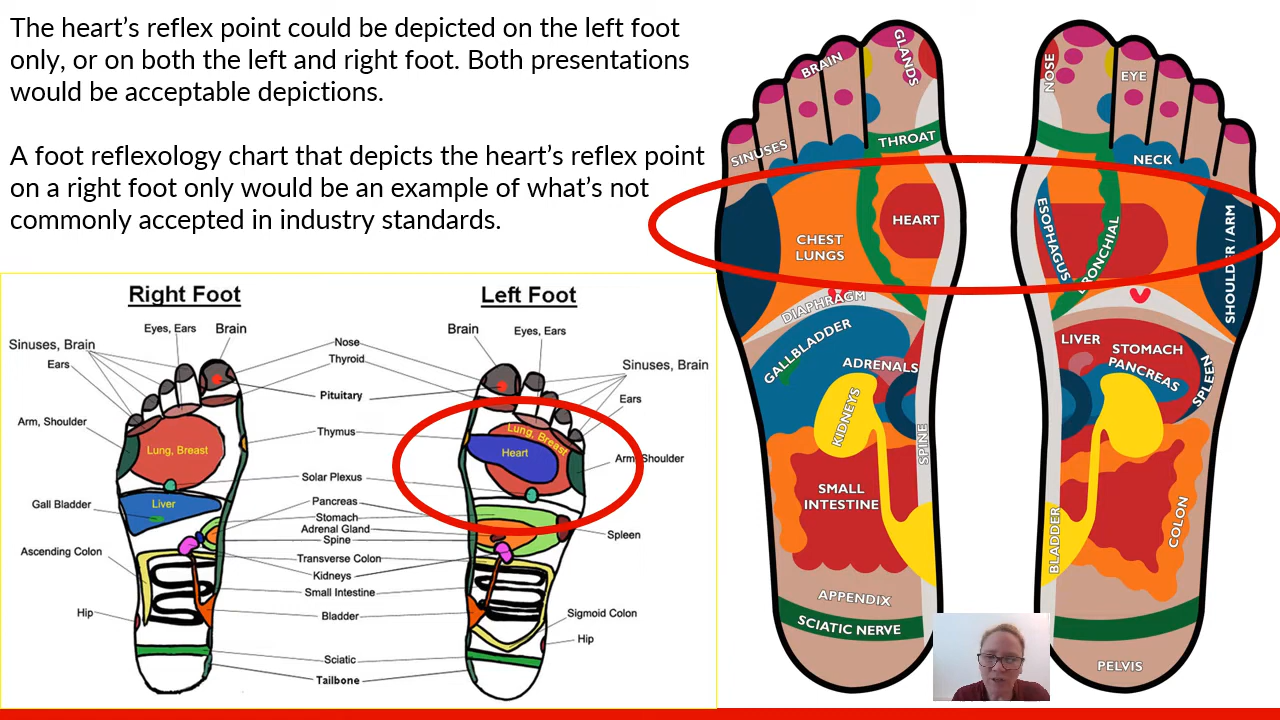 The heart’s reflex point could be depicted on the left foot
only, or on both the left and right foot. Both presentations
would be acceptable depictions.
A foot reflexology chart that depicts the heart’s reflex point
on a right foot only would be an example of what’s not
commonly accepted in industry standards.
Right Foot
Left Foot
Eyes, Ears
Brain
Sinuses, Brain
Ears
Arm, Shoulder
Lung, Breast
Gall Bladder
Liver
Ascending Colon
Hip
Nose
Thyroid
Pituitary
Thymus
Solar Plexus
Pancreas
Stomach
Adrenal Gland
Spine
Transverse Colon
Kidneys
Small Intestine
Bladder
Sciatic
Tailbone
Brain
Eyes, Ears
Sinuses, Brain
Ears
Lung, Breast
Heart
Arm, Shoulder
Spleen
Sigmoid Colon
Hip
BRAIN
GLANDS
SINUSES
THROAT
HEART
CHEST
LUNGS
DIAPHRAGM
GALLBLADDER
ADRENALS
KIDNEYS
SPINE
SMALL
INTESTINE
APPENDIX
SCIATIC NERVE
NOSE
EYE
NECK
ESOPHAGUS
BRONCHIAL
SHOULDER / ARM
LIVER
STOMACH
PANCREAS
SPLEEN
COLON
BLADDER
PELVIS